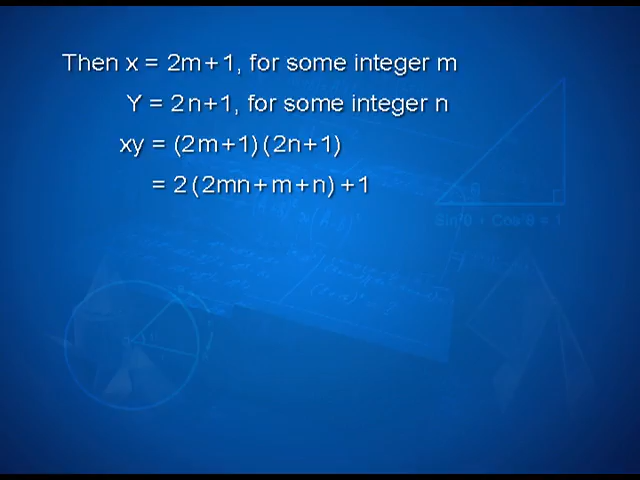 Then x = 2m+1, for some integer m
Y = 2n+1, for some integer n
xy = (2m+1)(2n+1)
= 2(2mn+m+n)+1